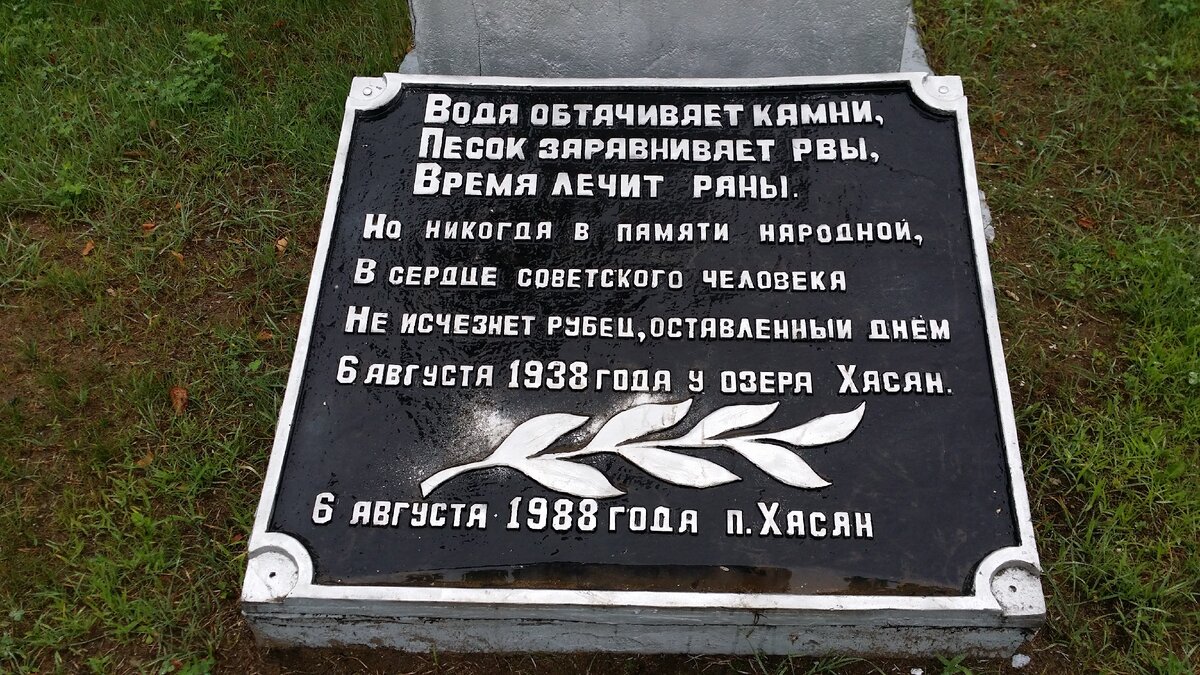 Вода обтачивает камни,
Песок заравнивает рвы,
Время лечит раны.
Но никогда в памяти народной,
В сердце советского человека
Не исчезнет рубец, оставленный днём
6 августа 1938 года у озера Хасан.
6 августа 1988 года п. Хасан